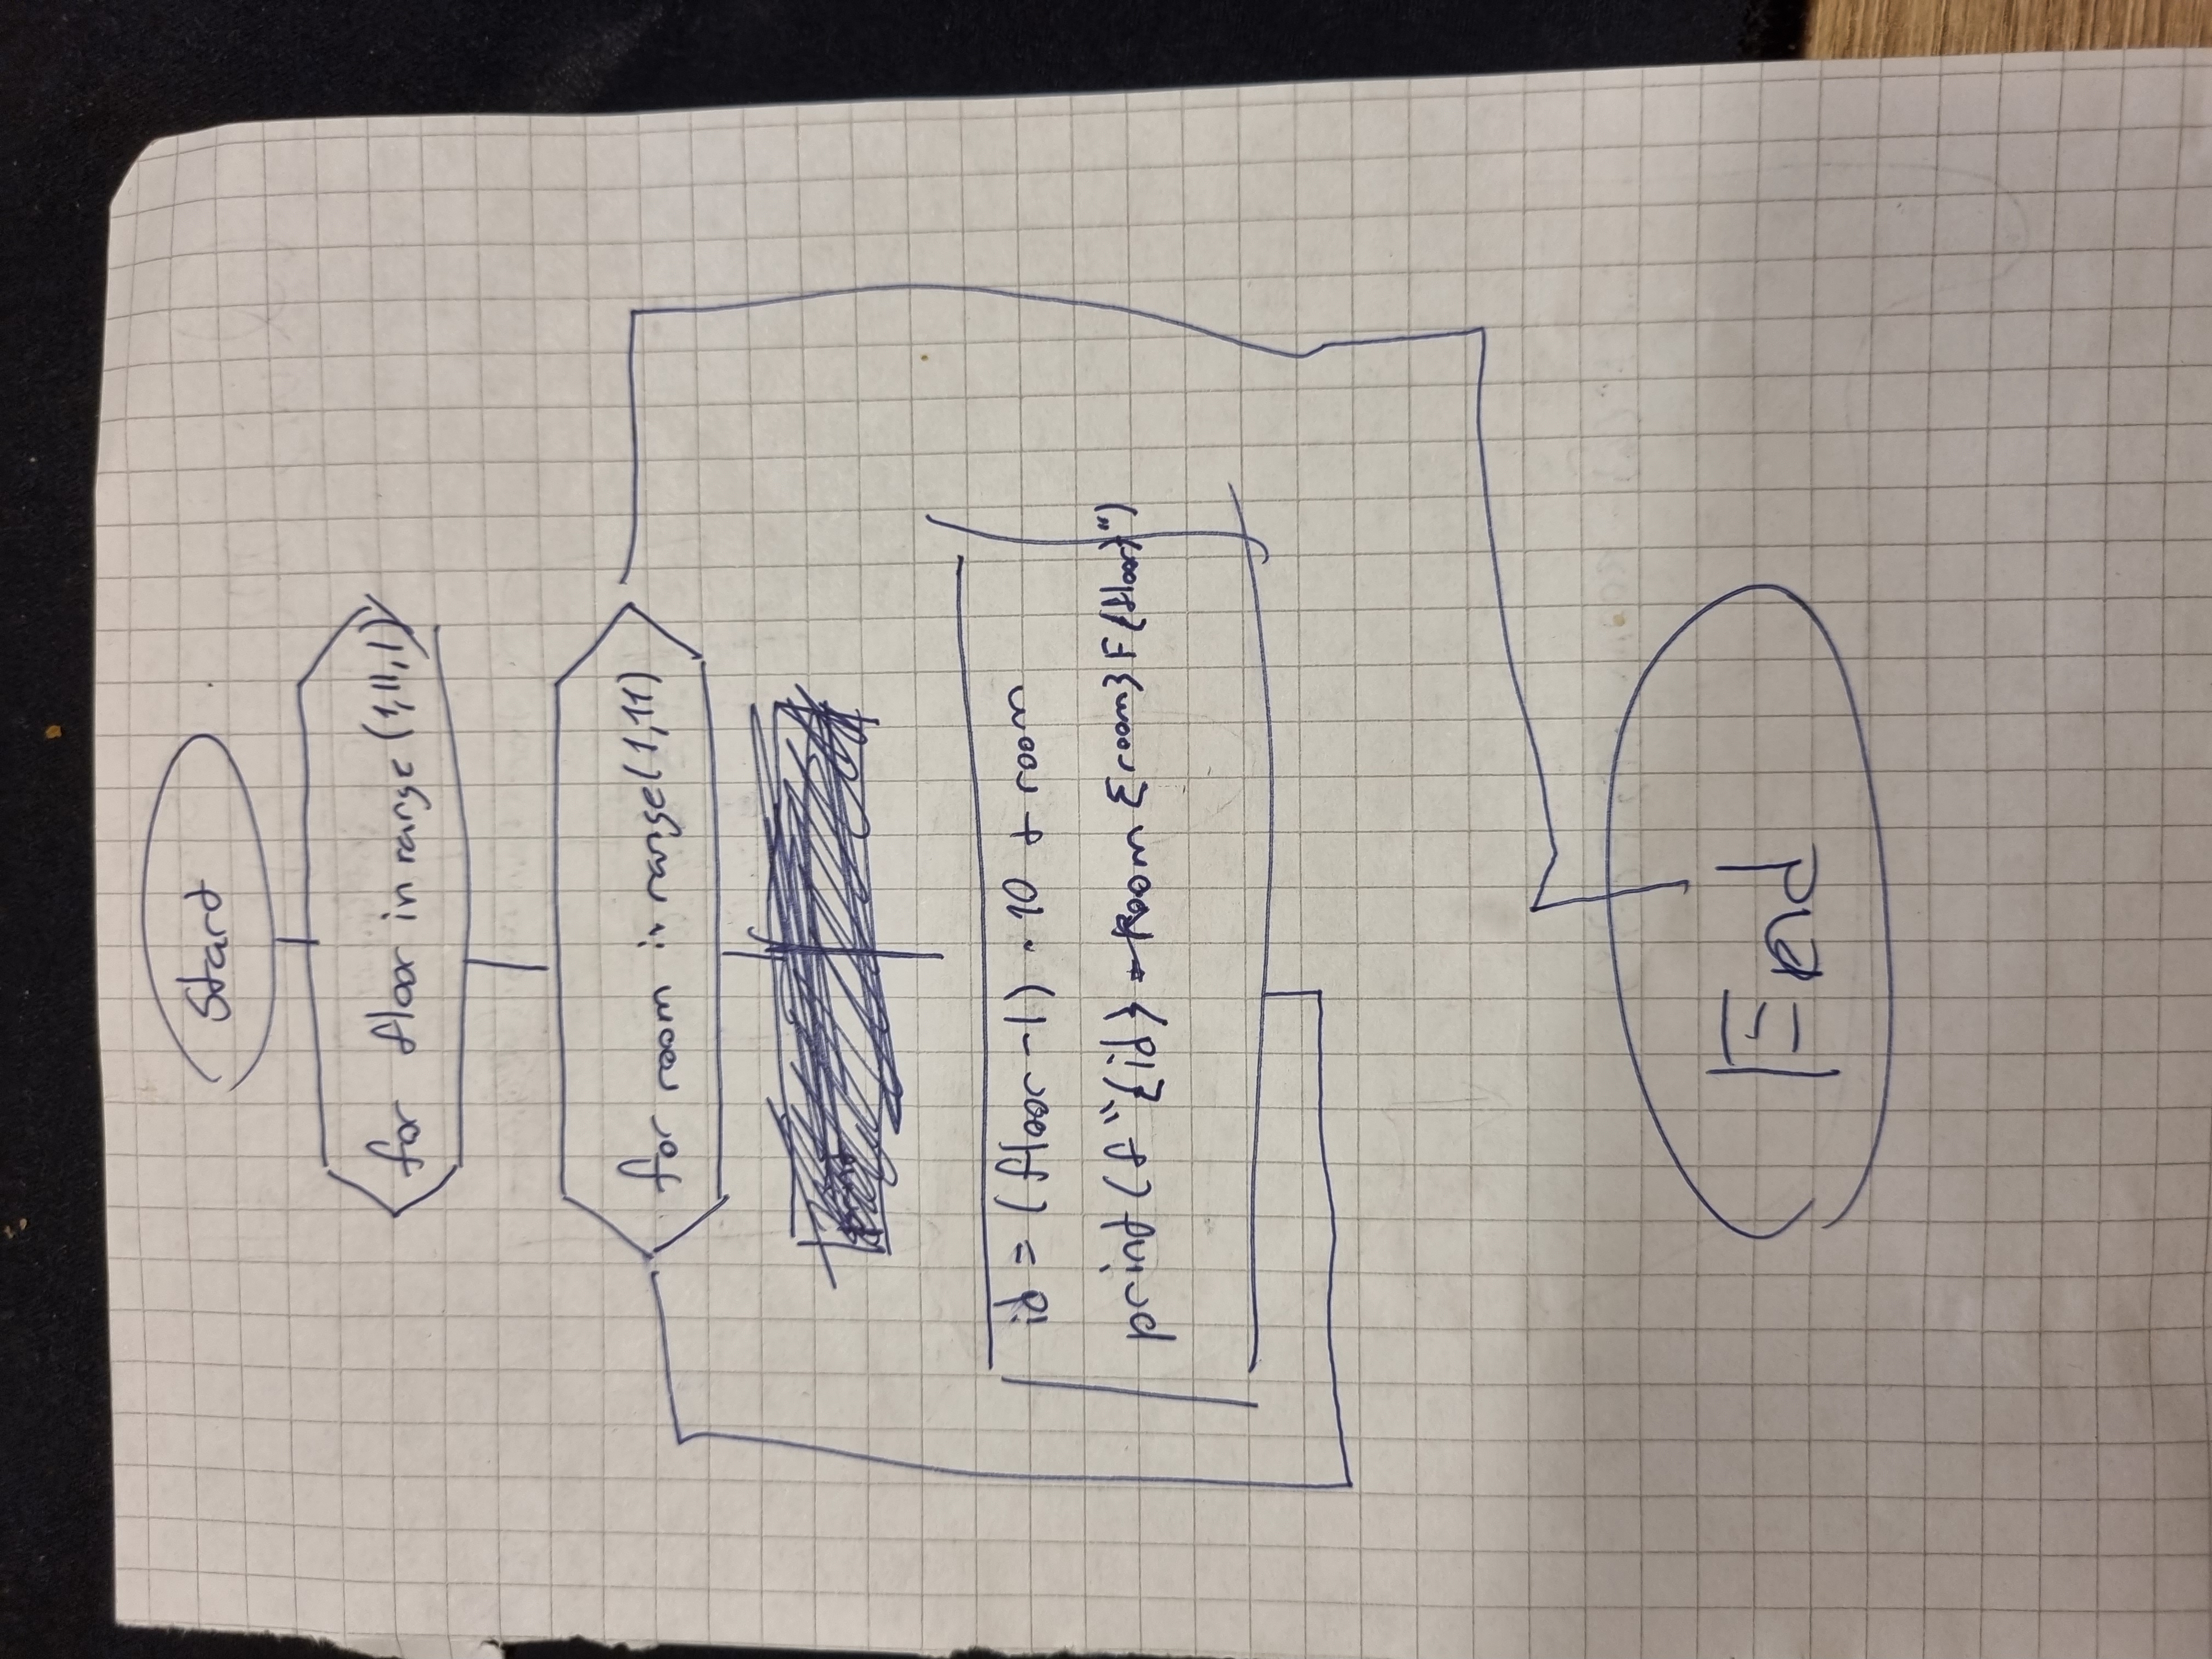 Start
for floor in range (1,11,1)
for room in range(1,11)
id = (floor-1) · 10 + room
print (f"{id} - Room {room} F{floor}")
End